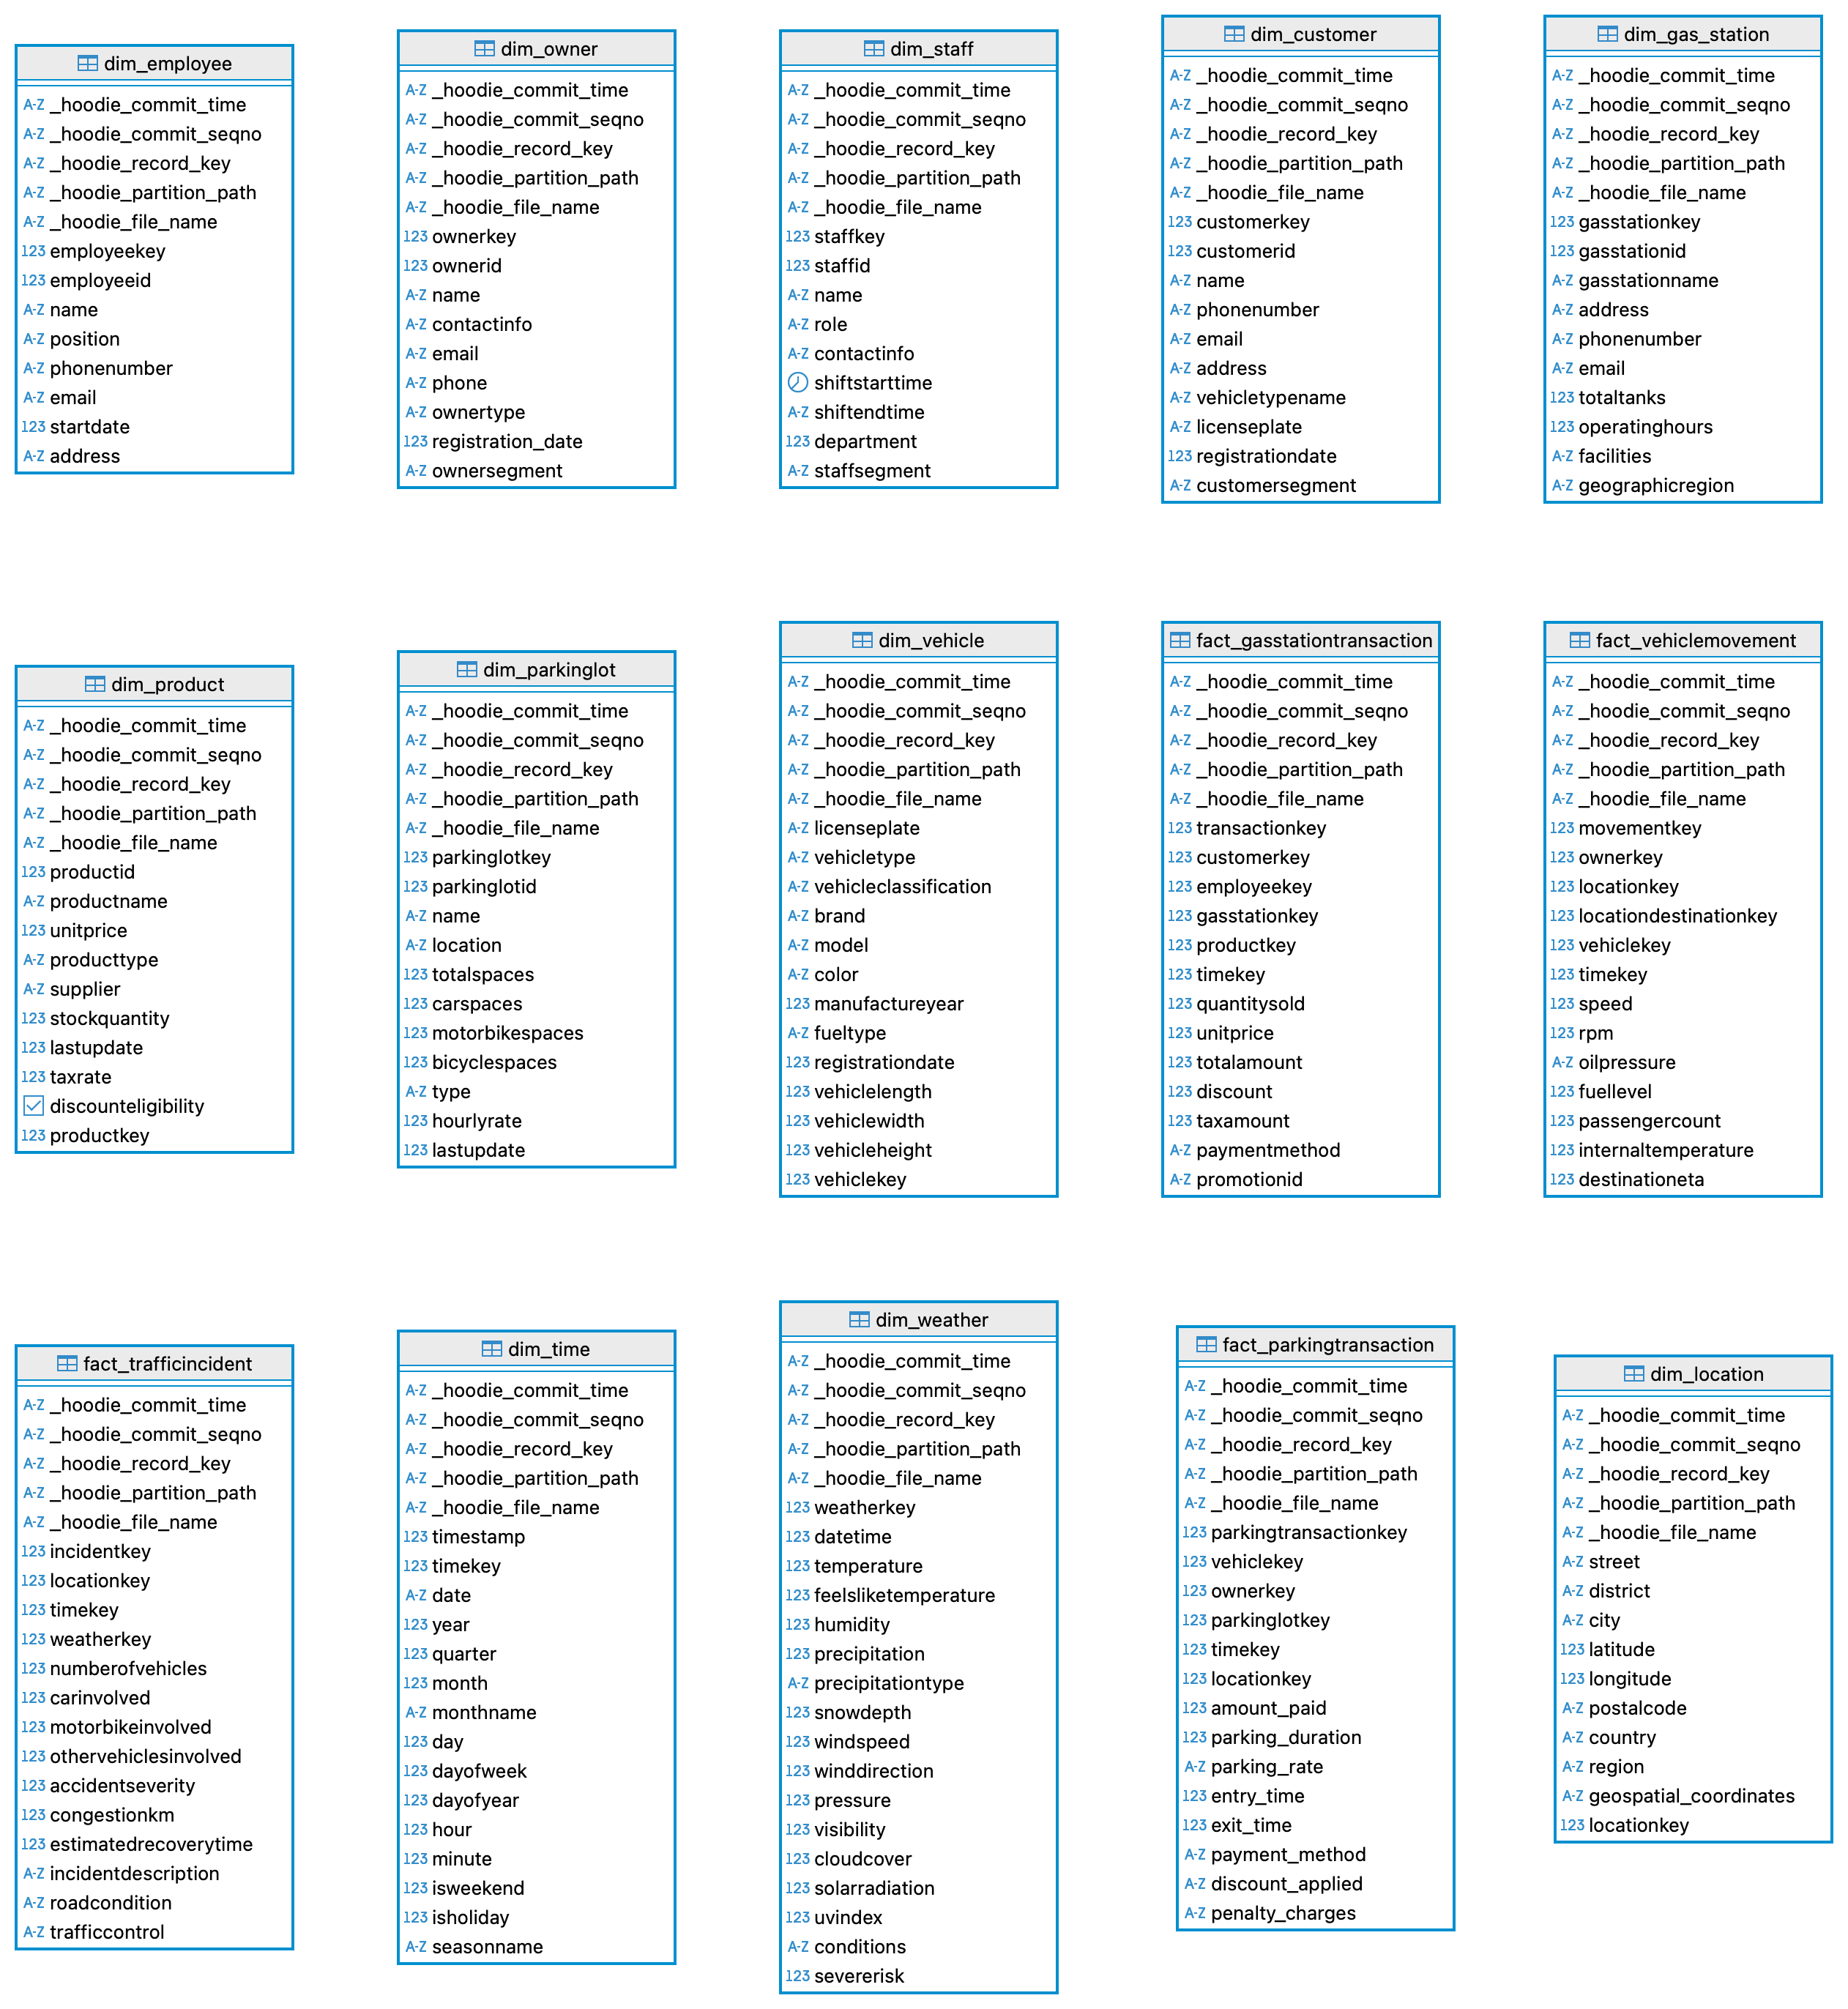 dim_employee
A-Z _hoodie_commit_time
A-Z _hoodie_commit_seqno
A-Z _hoodie_record_key
A-Z _hoodie_partition_path
A-Z _hoodie_file_name
123 employeekey
123 employeeid
A-Z name
A-Z position
A-Z phonenumber
A-Z email
123 startdate
A-Z address
dim_owner
A-Z _hoodie_commit_time
A-Z _hoodie_commit_seqno
A-Z _hoodie_record_key
A-Z _hoodie_partition_path
A-Z _hoodie_file_name
123 ownerkey
123 ownerid
A-Z name
A-Z contactinfo
A-Z email
A-Z phone
A-Z ownertype
123 registration_date
A-Z ownersegment
dim_staff
A-Z _hoodie_commit_time
A-Z _hoodie_commit_seqno
A-Z _hoodie_record_key
A-Z _hoodie_partition_path
A-Z _hoodie_file_name
123 staffkey
123 staffid
A-Z name
A-Z role
A-Z contactinfo
shiftstarttime
A-Z shiftendtime
123 department
A-Z staffsegment
dim_customer
A-Z _hoodie_commit_time
A-Z _hoodie_commit_seqno
A-Z _hoodie_record_key
A-Z _hoodie_partition_path
A-Z _hoodie_file_name
123 customerkey
123 customerid
A-Z name
A-Z phonenumber
A-Z email
A-Z address
A-Z vehicletypename
A-Z licenseplate
123 registrationdate
A-Z customersegment
dim_gas_station
A-Z _hoodie_commit_time
A-Z _hoodie_commit_seqno
A-Z _hoodie_record_key
A-Z _hoodie_partition_path
A-Z _hoodie_file_name
123 gasstationkey
123 gasstationid
A-Z gasstationname
A-Z address
A-Z phonenumber
A-Z email
123 totaltanks
123 operatinghours
A-Z facilities
A-Z geographicregion
dim_product
A-Z _hoodie_commit_time
A-Z _hoodie_commit_seqno
A-Z _hoodie_record_key
A-Z _hoodie_partition_path
A-Z _hoodie_file_name
123 productid
A-Z productname
123 unitprice
A-Z producttype
A-Z supplier
123 stockquantity
123 lastupdate
123 taxrate
discounteligibility
123 productkey
dim_parkinglot
A-Z _hoodie_commit_time
A-Z _hoodie_commit_seqno
A-Z _hoodie_record_key
A-Z _hoodie_partition_path
A-Z _hoodie_file_name
123 parkinglotkey
123 parkinglotid
A-Z name
A-Z location
123 totalspaces
123 carspaces
123 motorbikespaces
123 bicyclespaces
A-Z type
123 hourlyrate
123 lastupdate
dim_vehicle
A-Z _hoodie_commit_time
A-Z _hoodie_commit_seqno
A-Z _hoodie_record_key
A-Z _hoodie_partition_path
A-Z _hoodie_file_name
A-Z licenseplate
A-Z vehicletype
A-Z vehicleclassification
A-Z brand
A-Z model
A-Z color
123 manufactureyear
A-Z fueltype
123 registrationdate
123 vehiclelength
123 vehiclewidth
123 vehicleheight
123 vehiclekey
fact_gasstationtransaction
A-Z _hoodie_commit_time
A-Z _hoodie_commit_seqno
A-Z _hoodie_record_key
A-Z _hoodie_partition_path
A-Z _hoodie_file_name
123 transactionkey
123 customerkey
123 employeekey
123 gasstationkey
123 productkey
123 timekey
123 quantitysold
123 unitprice
123 totalamount
123 discount
123 taxamount
A-Z paymentmethod
A-Z promotionid
fact_vehiclemovement
A-Z _hoodie_commit_time
A-Z _hoodie_commit_seqno
A-Z _hoodie_record_key
A-Z _hoodie_partition_path
A-Z _hoodie_file_name
123 movementkey
123 ownerkey
123 locationkey
123 locationdestinationkey
123 vehiclekey
123 timekey
123 speed
123 rpm
A-Z oilpressure
123 fuellevel
123 passengercount
123 internaltemperature
123 destinationeta
fact_trafficincident
A-Z _hoodie_commit_time
A-Z _hoodie_commit_seqno
A-Z _hoodie_record_key
A-Z _hoodie_partition_path
A-Z _hoodie_file_name
123 incidentkey
123 locationkey
123 timekey
123 weatherkey
123 numberofvehicles
123 carinvolved
123 motorbikeinvolved
123 othervehiclesinvolved
123 accidentseverity
123 congestionkm
123 estimatedrecoverytime
A-Z incidentdescription
A-Z roadcondition
A-Z trafficcontrol
dim_time
A-Z _hoodie_commit_time
A-Z _hoodie_commit_seqno
A-Z _hoodie_record_key
A-Z _hoodie_partition_path
A-Z _hoodie_file_name
123 timestamp
123 timekey
A-Z date
123 year
123 quarter
123 month
A-Z monthname
123 day
123 dayofweek
123 dayofyear
123 hour
123 minute
123 isweekend
123 isholiday
A-Z seasonname
dim_weather
A-Z _hoodie_commit_time
A-Z _hoodie_commit_seqno
A-Z _hoodie_record_key
A-Z _hoodie_partition_path
A-Z _hoodie_file_name
123 weatherkey
123 datetime
123 temperature
123 feelsliketemperature
123 humidity
123 precipitation
A-Z precipitationtype
123 snowdepth
123 windspeed
123 winddirection
123 pressure
123 visibility
123 cloudcover
123 solarradiation
123 uvindex
A-Z conditions
123 severerisk
fact_parkingtransaction
A-Z _hoodie_commit_time
A-Z _hoodie_commit_seqno
A-Z _hoodie_record_key
A-Z _hoodie_partition_path
A-Z _hoodie_file_name
123 parkingtransactionkey
123 vehiclekey
123 ownerkey
123 parkinglotkey
123 timekey
123 locationkey
123 amount_paid
123 parking_duration
A-Z parking_rate
123 entry_time
123 exit_time
A-Z payment_method
A-Z discount_applied
A-Z penalty_charges
dim_location
A-Z _hoodie_commit_time
A-Z _hoodie_commit_seqno
A-Z _hoodie_record_key
A-Z _hoodie_partition_path
A-Z _hoodie_file_name
A-Z street
A-Z district
A-Z city
123 latitude
123 longitude
A-Z postalcode
A-Z country
A-Z region
A-Z geospatial_coordinates
123 locationkey